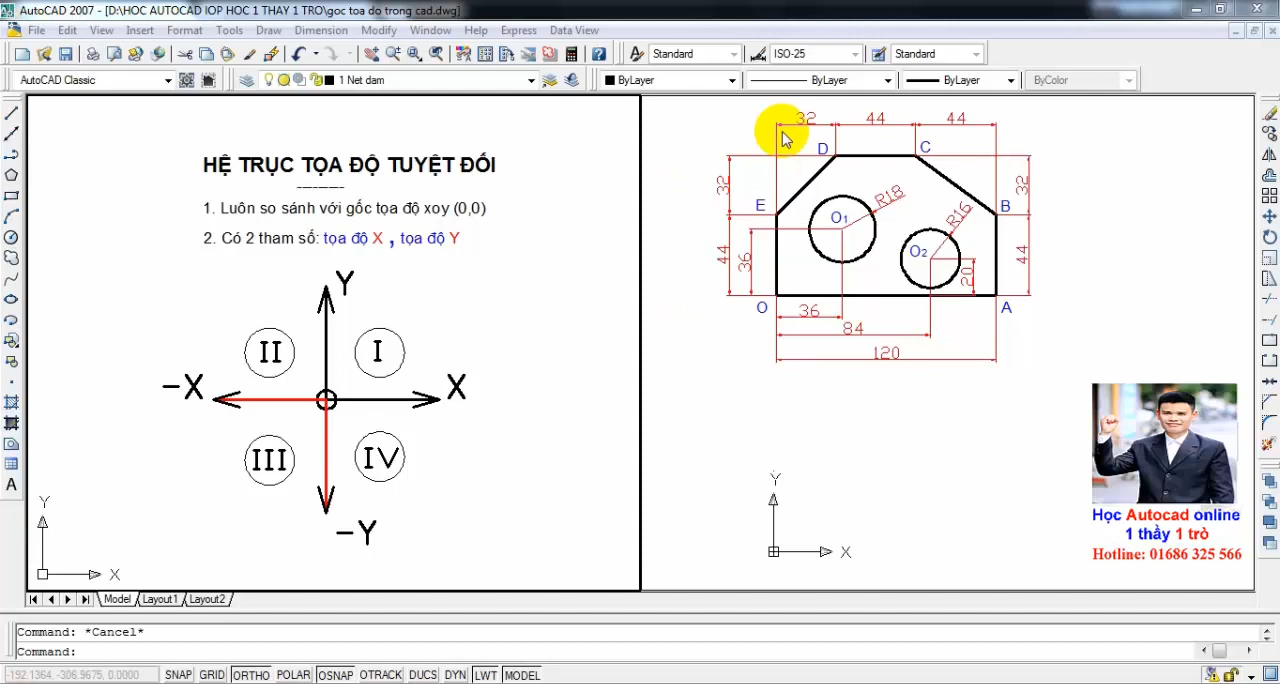 AutoCAD 2007 - [D:\HOC AUTOCAD IOP HOC 1 THAY 1 TRO\goc toa do trong cad.dwg]
File Edit View Insert Format Tools Draw Dimension Modify Window Help Express Data View
Standard ISO-25 Standard
AutoCAD Classic 1 Net dam ByLayer ByLayer ByLayer ByColor
HỆ TRỤC TỌA ĐỘ TUYỆT ĐỐI
----------
1. Luôn so sánh với gốc tọa độ xoy (0,0)
2. Có 2 tham số: tọa độ X , tọa độ Y
Y
II I
-X X
III IV
-Y
Y
X
32 44 44
D C
32 32
E B
R18 R16
O1 O2
44 36 20 44
O A
36
84
120
Y
X
Học Autocad online
1 thầy 1 trò
Hotline: 01686 325 566
Model Layout1 Layout2
Command: *Cancel*
Command:
-192.1364, -306.9675, 0.0000 SNAP GRID ORTHO POLAR OSNAP OTRACK DUCS DYN LWT MODEL
A